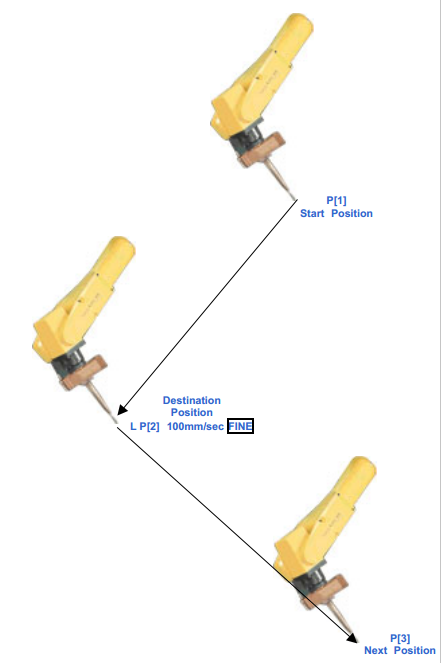 P[1]
Start Position
Destination
Position
L P[2] 100mm/sec FINE
P[3]
Next Position